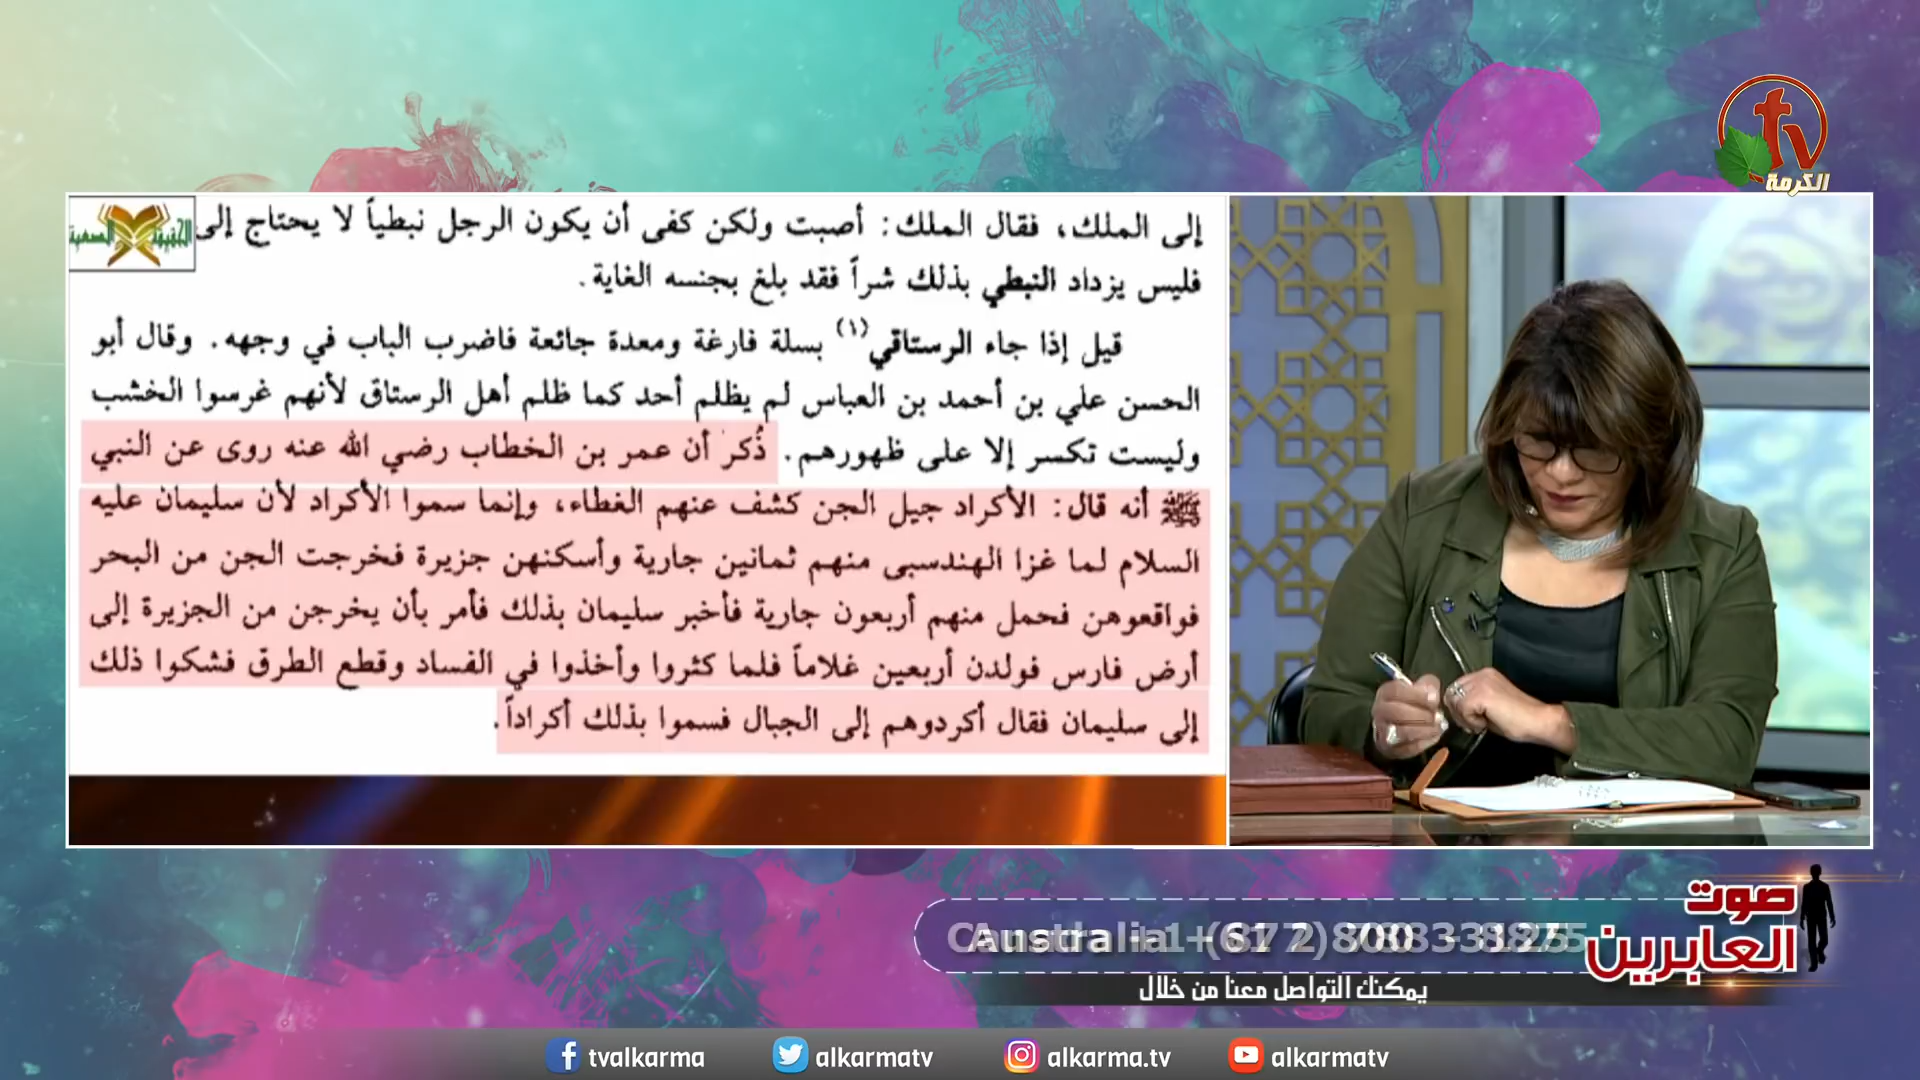 tv
الكرمة
الحقيقة الصعبة
إلى الملك، فقال الملك: أصبت ولكن كفى أن يكون الرجل نبطياً لا يحتاج إلى
فليس يزداد النبطي بذلك شراً فقد بلغ بجنسه الغاية.
قيل إذا جاء الرستاقي(١) بسلة فارغة ومعدة جائعة فاضرب الباب في وجهه. وقال أبو
الحسن علي بن أحمد بن العباس لم يظلم أحد كما ظلم أهل الرستاق لأنهم غرسوا الخشب
وليست تكسر إلا على ظهورهم. ذُكر أن عمر بن الخطاب رضي الله عنه روى عن النبي
ﷺ أنه قال: الأكراد جيل الجن كشف عنهم الغطاء، وإنما سموا الأكراد لأن سليمان عليه
السلام لما غزا الهندسبى منهم ثمانين جارية وأسكنهن جزيرة فخرجت الجن من البحر
فواقعوهن فحمل منهم أربعون جارية فأخبر سليمان بذلك فأمر بأن يخرجن من الجزيرة إلى
أرض فارس فولدن أربعين غلاماً فلما كثروا وأخذوا في الفساد وقطع الطرق فشكوا ذلك
إلى سليمان فقال أكردوهم إلى الجبال فسموا بذلك أكراداً.
صوت
العابرين
Australia
يمكنك التواصل معنا من خلال
tvalkarma
alkarmatv
alkarma.tv
alkarmatv